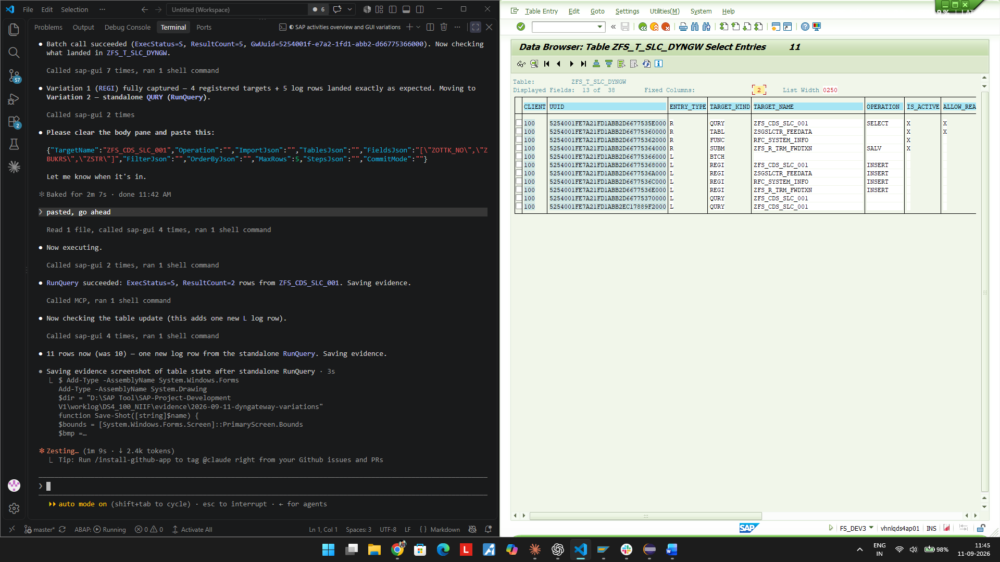 File Edit Selection ··· Untitled (Workspace) 6
Problems Output Debug Console Terminal Ports SAP activities overview and GUI variations
● Batch call succeeded (ExecStatus=S, ResultCount=5, GwUuid=5254001f-e7a2-1fd1-abb2-d66775366000). Now checking
what landed in ZFS_T_SLC_DYNGW.
Called sap-gui 7 times, ran 1 shell command
● Variation 1 (REGI) fully captured — 4 registered targets + 5 log rows landed exactly as expected. Moving to
Variation 2 — standalone QURY (RunQuery).
Called sap-gui 2 times
● Please clear the body pane and paste this:
{"TargetName":"ZFS_CDS_SLC_001","Operation":"","ImportJson":"","TablesJson":"","FieldsJson":"[\"ZOTTK_NO\",\"Z
BUKRS\",\"ZSTR\"]","FilterJson":"","OrderByJson":"","MaxRows":5,"StepsJson":"","CommitMode":""}
Let me know when it's in.
✻ Baked for 2m 7s · done 11:42 AM
❯ pasted, go ahead
Read 1 file, called sap-gui 4 times, ran 1 shell command
● Now executing.
Called sap-gui 2 times, ran 1 shell command
● RunQuery succeeded: ExecStatus=S, ResultCount=2 rows from ZFS_CDS_SLC_001. Saving evidence.
Called MCP, ran 1 shell command
● Now checking the table update (this adds one new L log row).
Called sap-gui 4 times, ran 1 shell command
● 11 rows now (was 10) — one new log row from the standalone RunQuery. Saving evidence.
● Saving evidence screenshot of table state after standalone RunQuery · 3s
$ Add-Type -AssemblyName System.Windows.Forms
Add-Type -AssemblyName System.Drawing
$dir = "D:\SAP Tool\SAP-Project-Development
V1\worklog\DS4_100_NIIF\evidence\2026-09-11-dyngateway-variations"
function Save-Shot([string]$name) {
$bounds = [System.Windows.Forms.Screen]::PrimaryScreen.Bounds
$bmp =…
✻ Zesting… (1m 9s · ↓ 2.4k tokens)
Tip: Run /install-github-app to tag @claude right from your Github issues and PRs
❯
auto mode on (shift+tab to cycle) · esc to interrupt · ← for agents
57
2
master* ABAP: Running 0 0 Activate All Ln 1, Col 1 Spaces: 3 UTF-8 LF {} Markdown
Table Entry Edit Goto Settings Utilities(M) System Help
Data Browser: Table ZFS_T_SLC_DYNGW Select Entries 11
Table: ZFS_T_SLC_DYNGW
Displayed Fields: 13 of 38 Fixed Columns: 2 List Width 0250
CLIENT UUID ENTRY_TYPE TARGET_KIND TARGET_NAME OPERATION IS_ACTIVE ALLOW_REA
100 5254001FE7A21FD1ABB2D6677535E000 R QURY ZFS_CDS_SLC_001 SELECT X X
100 5254001FE7A21FD1ABB2D66775360000 R TABL ZSGSLCTR_FEEDATA X X
100 5254001FE7A21FD1ABB2D66775362000 R FUNC RFC_SYSTEM_INFO X
100 5254001FE7A21FD1ABB2D66775364000 R SUBM ZFS_R_TRM_FWDTXN SALV X
100 5254001FE7A21FD1ABB2D66775366000 L BTCH
100 5254001FE7A21FD1ABB2D66775368000 L REGI ZFS_CDS_SLC_001 INSERT
100 5254001FE7A21FD1ABB2D6677536A000 L REGI ZSGSLCTR_FEEDATA INSERT
100 5254001FE7A21FD1ABB2D6677536C000 L REGI RFC_SYSTEM_INFO INSERT
100 5254001FE7A21FD1ABB2D6677536E000 L REGI ZFS_R_TRM_FWDTXN INSERT
100 5254001FE7A21FD1ABB2D66775370000 L QURY ZFS_CDS_SLC_001
100 5254001FE7A21FD1ABB2EC17889F2000 L QURY ZFS_CDS_SLC_001
SAP FS_DEV3 vhnlqds4ap01 INS
ENG
IN
98%
11:45
11-09-2026